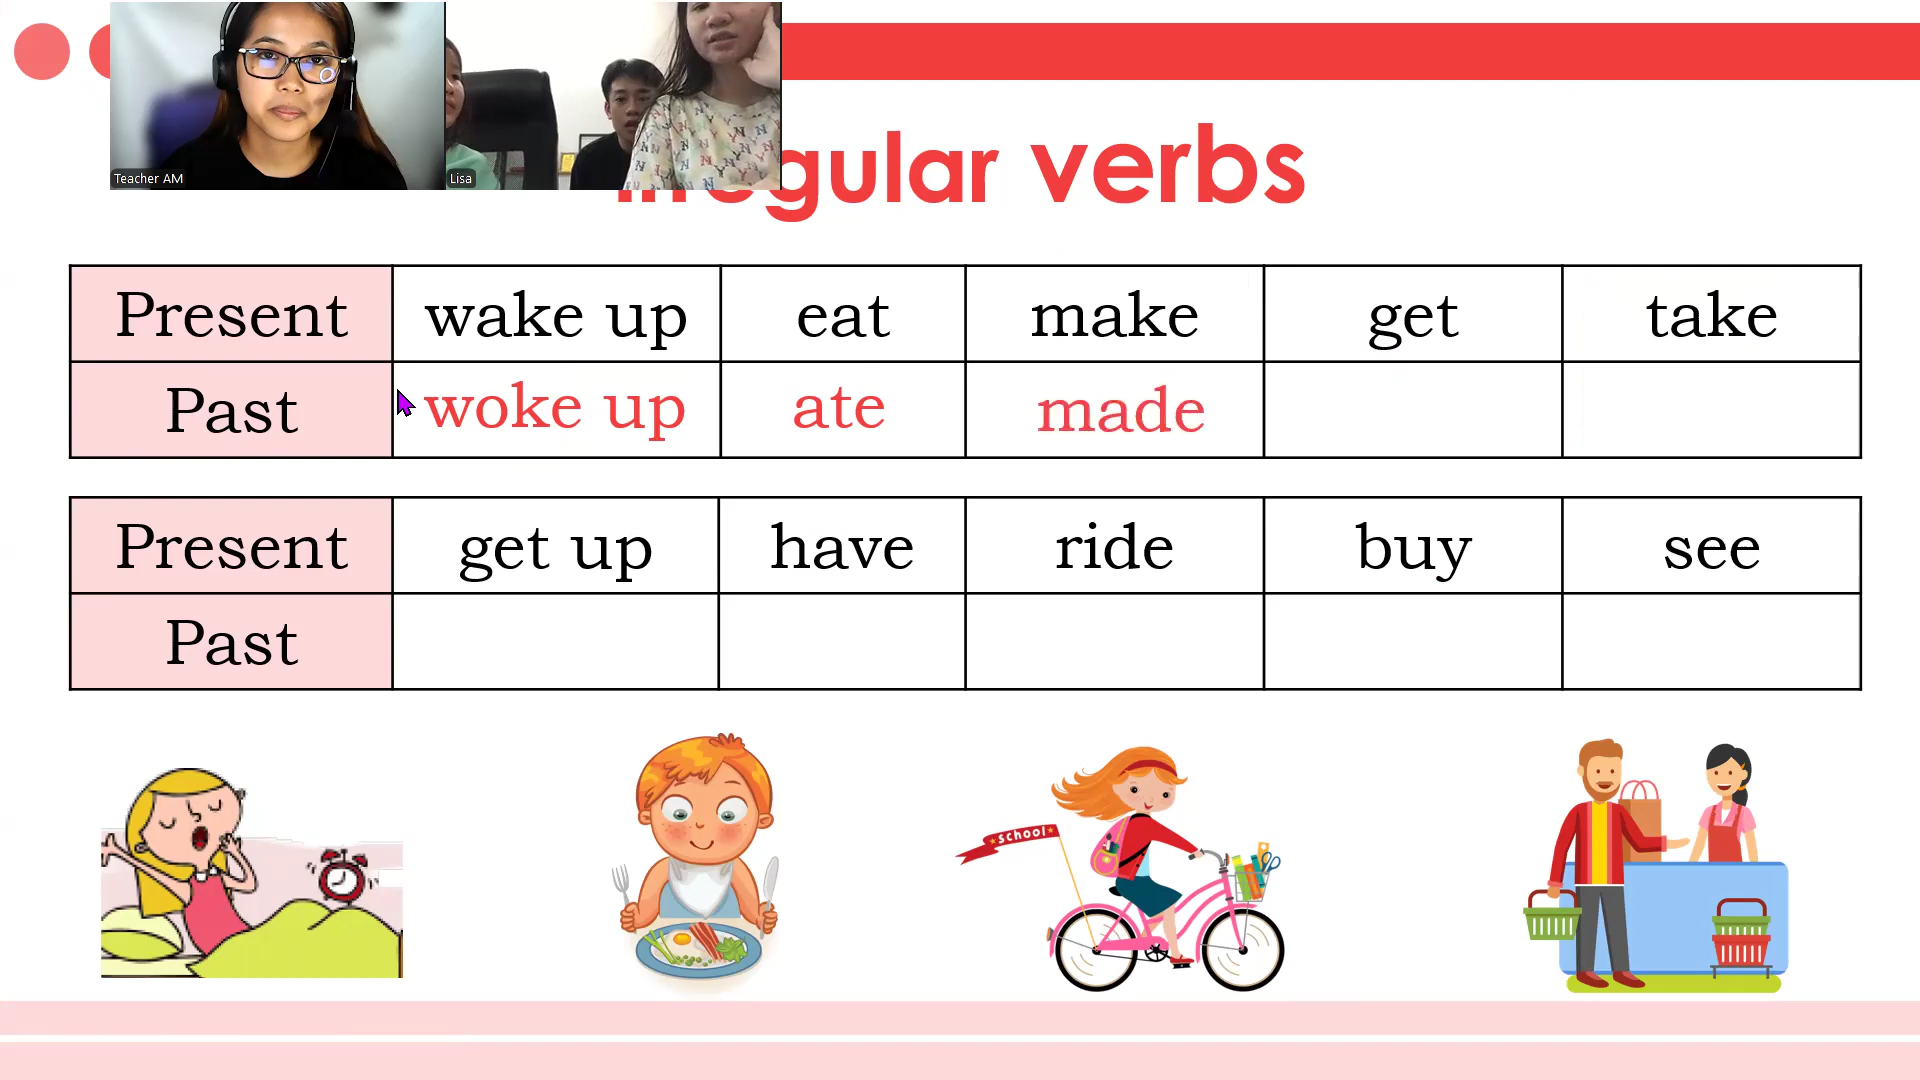 Teacher AM
Lisa
Irregular verbs
Present wake up eat make get take
Past woke up ate made
Present get up have ride buy see
Past
school